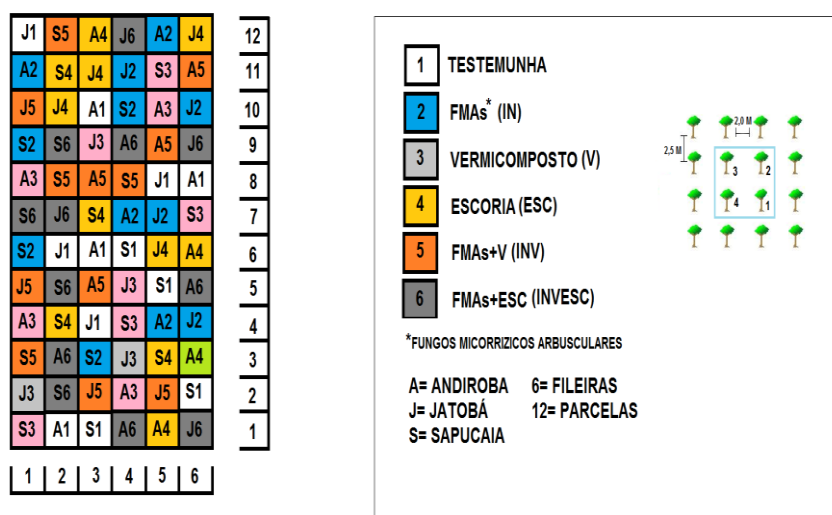 J1 S5 A4 J6 A2 J4 12
A2 S4 J4 J2 S3 A5 11
J5 J4 A1 S2 A3 J2 10
S2 S6 J3 A6 A5 J6 9
A3 S5 A5 S5 J1 A1 8
S6 J6 S4 A2 J2 S3 7
S2 J1 A1 S1 J4 A4 6
J5 S6 A5 J3 S1 A6 5
A3 S4 J1 S3 A2 J2 4
S5 A6 S2 J3 S4 A4 3
J3 S6 J5 A3 J5 S1 2
S3 A1 S1 A6 A4 J6 1
1 2 3 4 5 6
1 TESTEMUNHA
2 FMAs* (IN)
3 VERMICOMPOSTO (V)
4 ESCORIA (ESC)
5 FMAs+V (INV)
6 FMAs+ESC (INVESC)
*FUNGOS MICORRIZICOS ARBUSCULARES
A= ANDIROBA 6= FILEIRAS
J= JATOBÁ 12= PARCELAS
S= SAPUCAIA
2,0 M
2,5 M
3 2
4 1